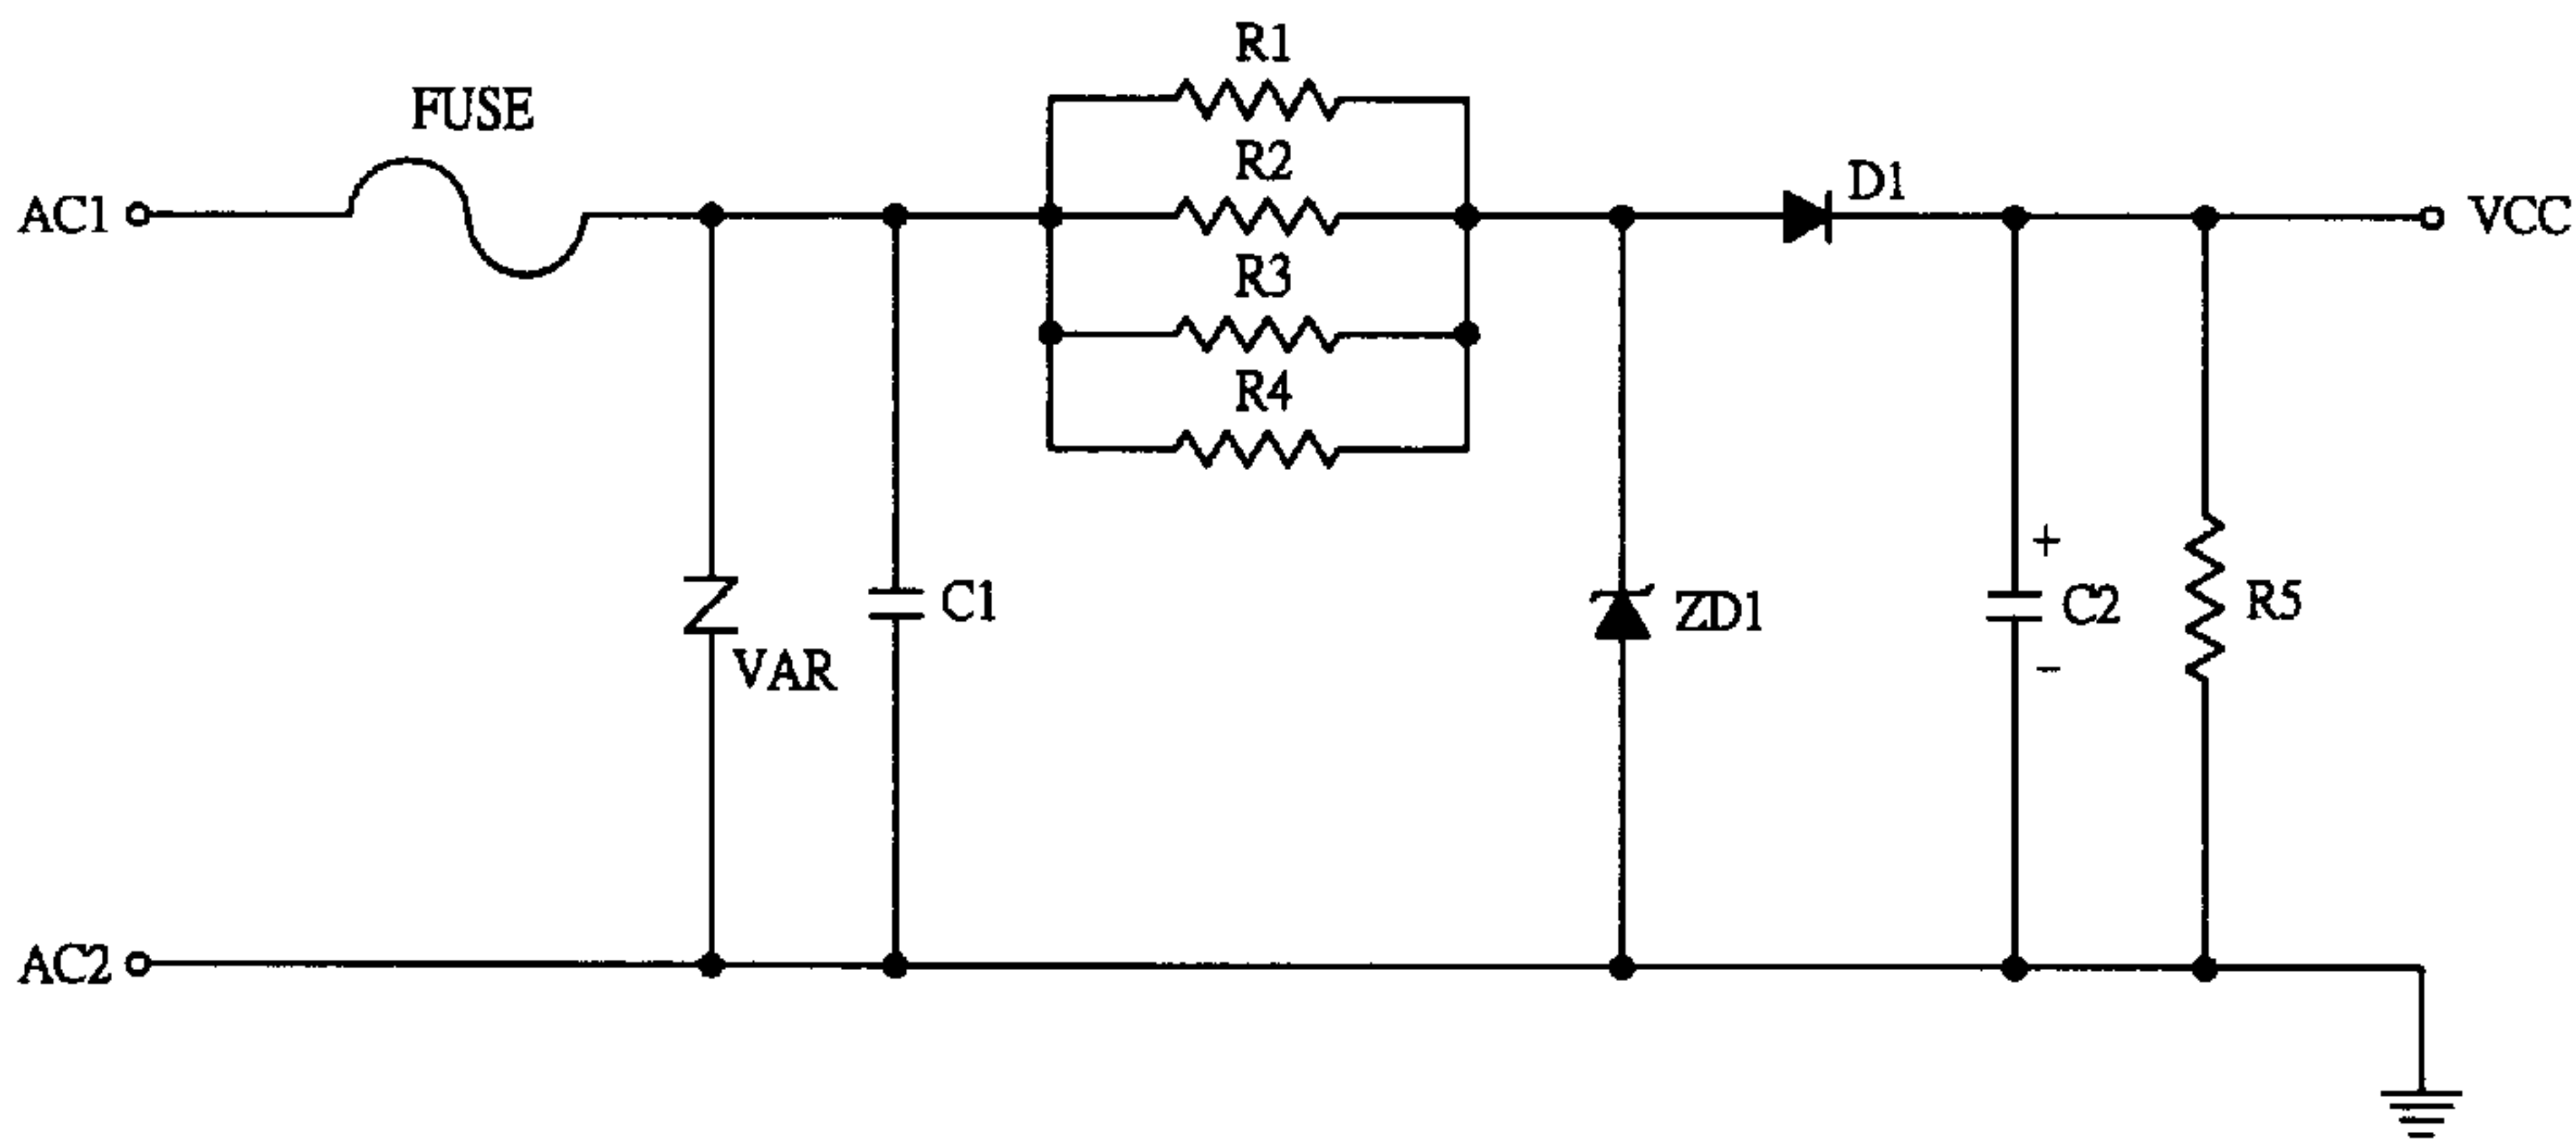 R1
FUSE
R2
D1
AC1
VCC
R3
R4
+
C1
C2
R5
ZD1
VAR
−
AC2